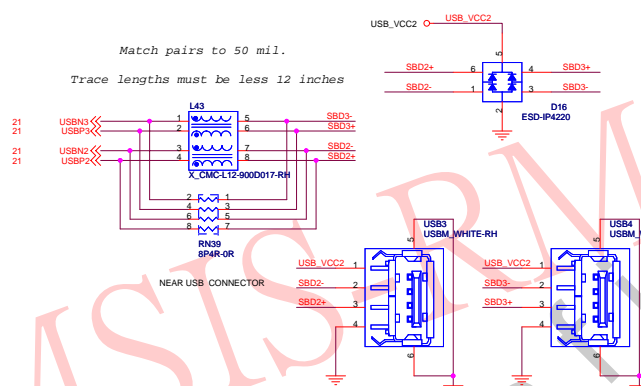 USB_VCC2 USB_VCC2
Match pairs to 50 mil.
Trace lengths must be less 12 inches
5
SBD2+ 6 4 SBD3+
SBD2- 1 3 SBD3-
2
D16
ESD-IP4220
L43
21 USBN3 1 5 SBD3-
21 USBP3 2 6 SBD3+
21 USBN2 3 7 SBD2-
21 USBP2 4 8 SBD2+
X_CMC-L12-900D017-RH
2 1
4 3
6 5
8 7
RN39
8P4R-0R
NEAR USB CONNECTOR
USB3
USBM_WHITE-RH
5
USB_VCC2 1
SBD2- 2
SBD2+ 3
4
6
USB4
USBM_W
5
USB_VCC2 1
SBD3- 2
SBD3+ 3
4
6